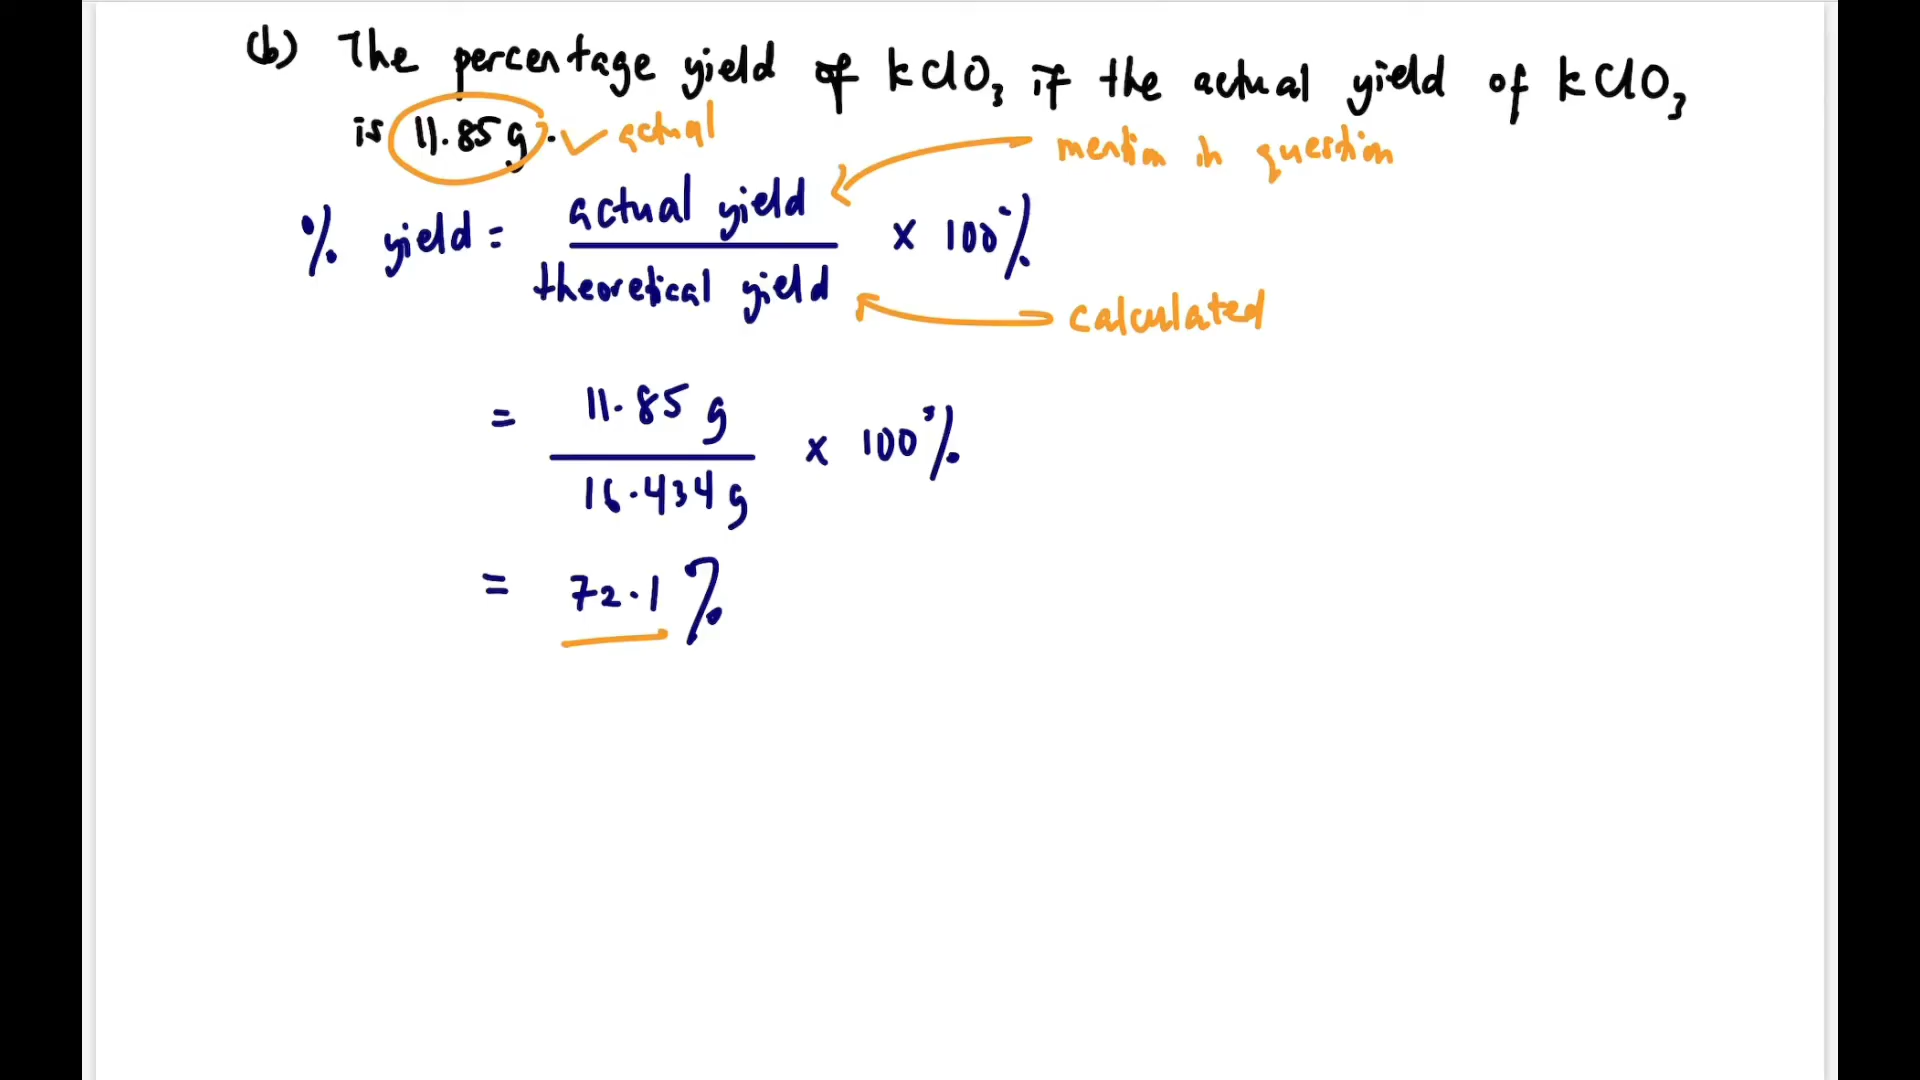 (b) The percentage yield of KClO3 if the actual yield of KClO3
is 11.85 g. ✓ actual
mention in question
% yield = actual yield / theoretical yield x 100%
calculated
= 11.85 g / 16.434 g x 100%
= 72.1 %